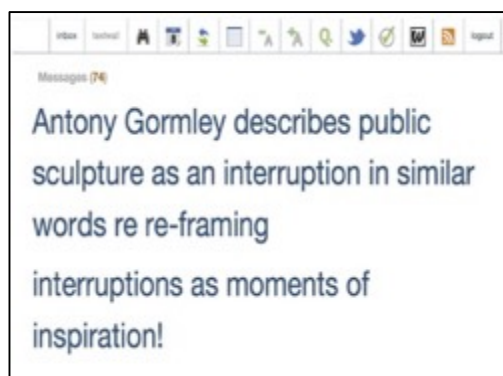 inbox textwall logout
Messages (74)
Antony Gormley describes public
sculpture as an interruption in similar
words re re-framing
interruptions as moments of
inspiration!